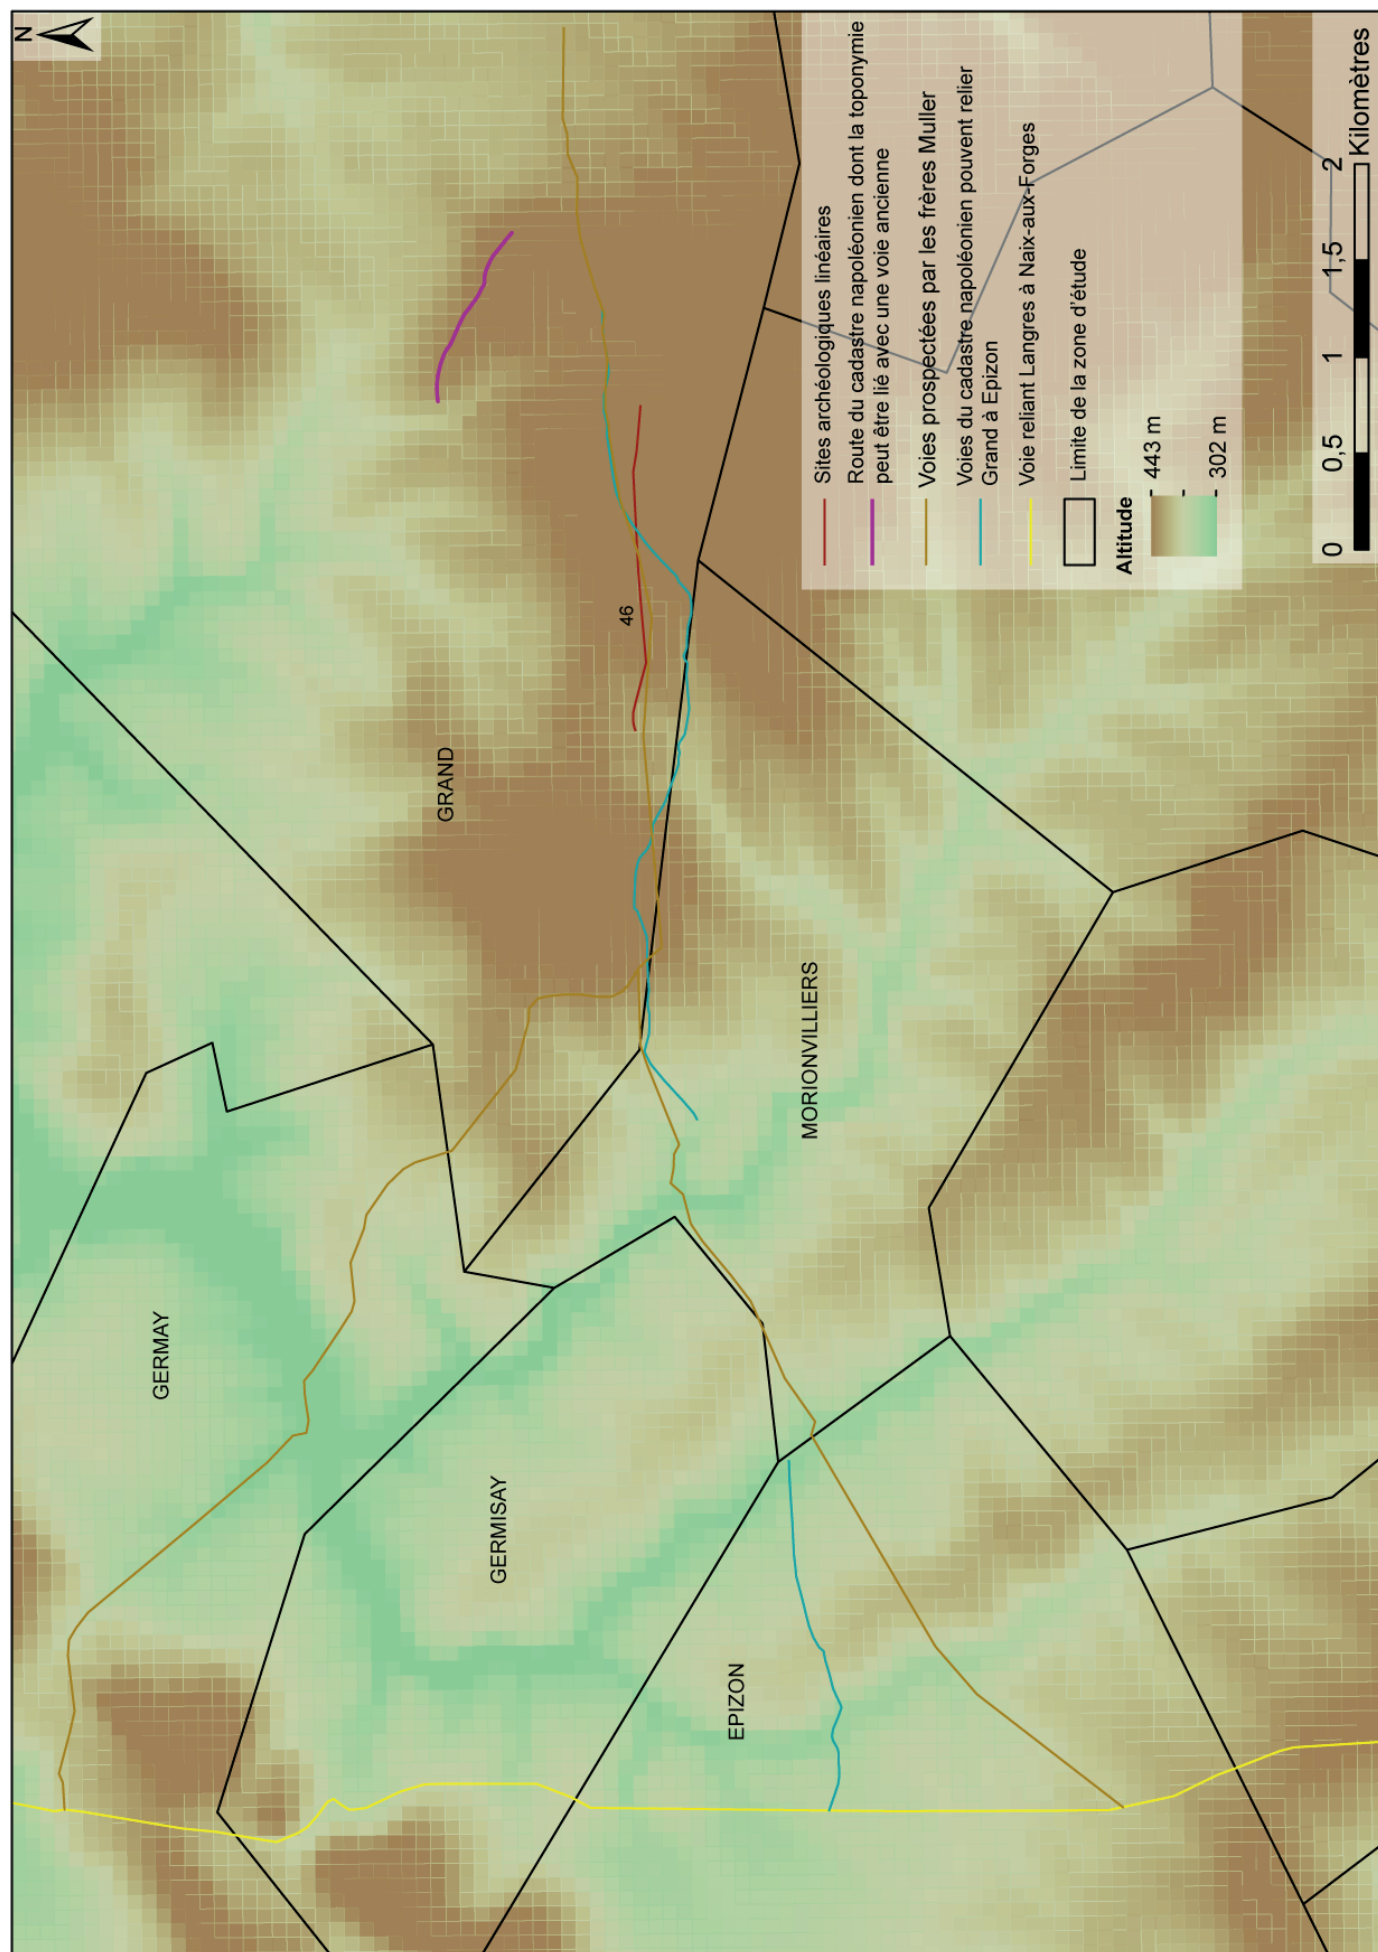 N
GERMAY
GRAND
GERMISAY
46
EPIZON
MORIONVILLIERS
Sites archéologiques linéaires
Route du cadastre napoléonien dont la toponymie
peut être lié avec une voie ancienne
Voies prospectées par les frères Muller
Voies du cadastre napoléonien pouvent relier
Grand à Epizon
Voie reliant Langres à Naix-aux-Forges
Limite de la zone d'étude
Altitude
443 m
302 m
0 0,5 1 1,5 2
Kilomètres